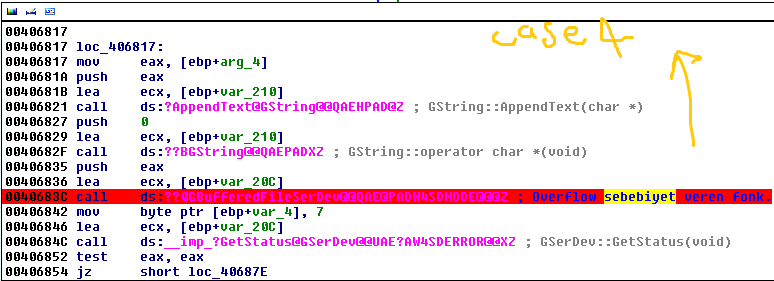 case 4
00406817
00406817 loc_406817:
00406817 mov eax, [ebp+arg_4]
0040681A push eax
0040681B lea ecx, [ebp+var_210]
00406821 call ds:?AppendText@GString@@QAEHPAD@Z ; GString::AppendText(char *)
00406827 push 0
00406829 lea ecx, [ebp+var_210]
0040682F call ds:??BGString@@QAEPADXZ ; GString::operator char *(void)
00406835 push eax
00406836 lea ecx, [ebp+var_20C]
0040683C call ds:??0GBufferedFileSerDev@@QAE@PADW4SDMODE@@@Z ; Overflow sebebiyet veren fonk.
00406842 mov byte ptr [ebp+var_4], 7
00406846 lea ecx, [ebp+var_20C]
0040684C call ds:__imp_?GetStatus@GSerDev@@UAE?AW4SDERROR@@XZ ; GSerDev::GetStatus(void)
00406852 test eax, eax
00406854 jz short loc_40687E